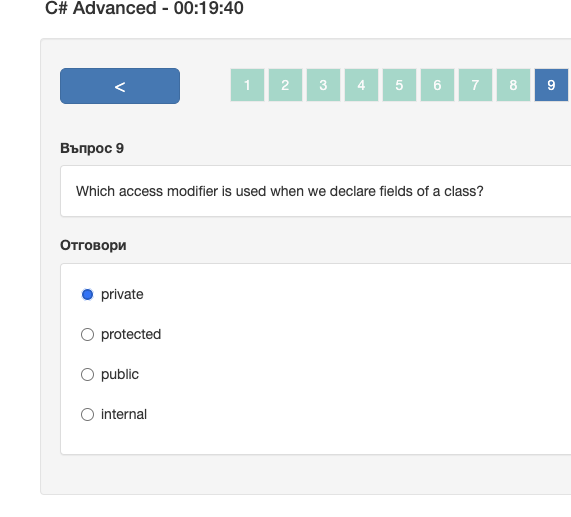 C# Advanced - 00:19:40
< 1 2 3 4 5 6 7 8 9
Въпрос 9
Which access modifier is used when we declare fields of a class?
Отговори
private
protected
public
internal